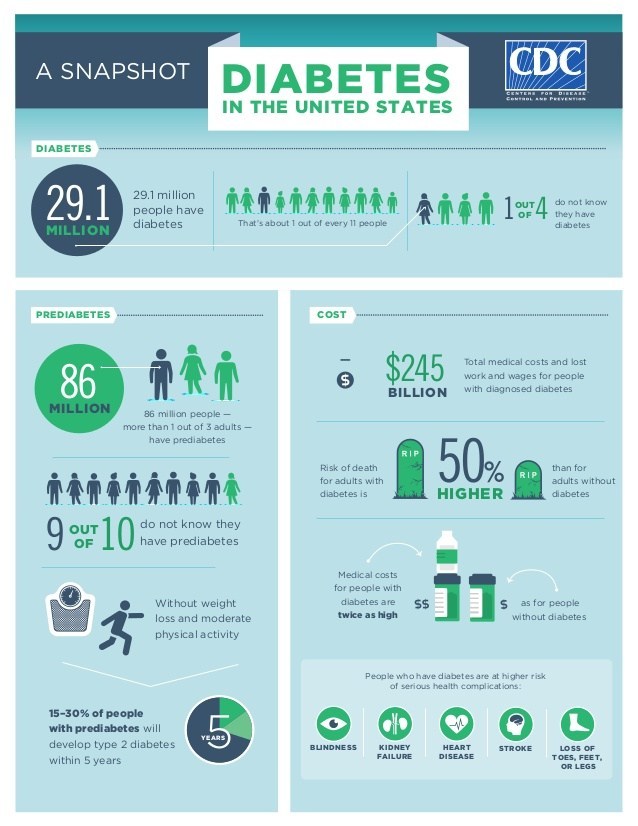 A SNAPSHOT
DIABETES
IN THE UNITED STATES
CDC
CENTERS FOR DISEASE™
CONTROL AND PREVENTION
DIABETES
29.1
MILLION
29.1 million
people have
diabetes
That's about 1 out of every 11 people
1 OUT OF 4
do not know
they have
diabetes
PREDIABETES
86
MILLION
86 million people —
more than 1 out of 3 adults —
have prediabetes
9 OUT OF 10
do not know they
have prediabetes
Without weight
loss and moderate
physical activity
15–30% of people
with prediabetes will
develop type 2 diabetes
within 5 years
5
YEARS
COST
$
$245
BILLION
Total medical costs and lost
work and wages for people
with diagnosed diabetes
Risk of death
for adults with
diabetes is
RIP
50%
HIGHER
RIP
than for
adults without
diabetes
Medical costs
for people with
diabetes are
twice as high
$$
$
as for people
without diabetes
People who have diabetes are at higher risk
of serious health complications:
BLINDNESS
KIDNEY
FAILURE
HEART
DISEASE
STROKE
LOSS OF
TOES, FEET,
OR LEGS